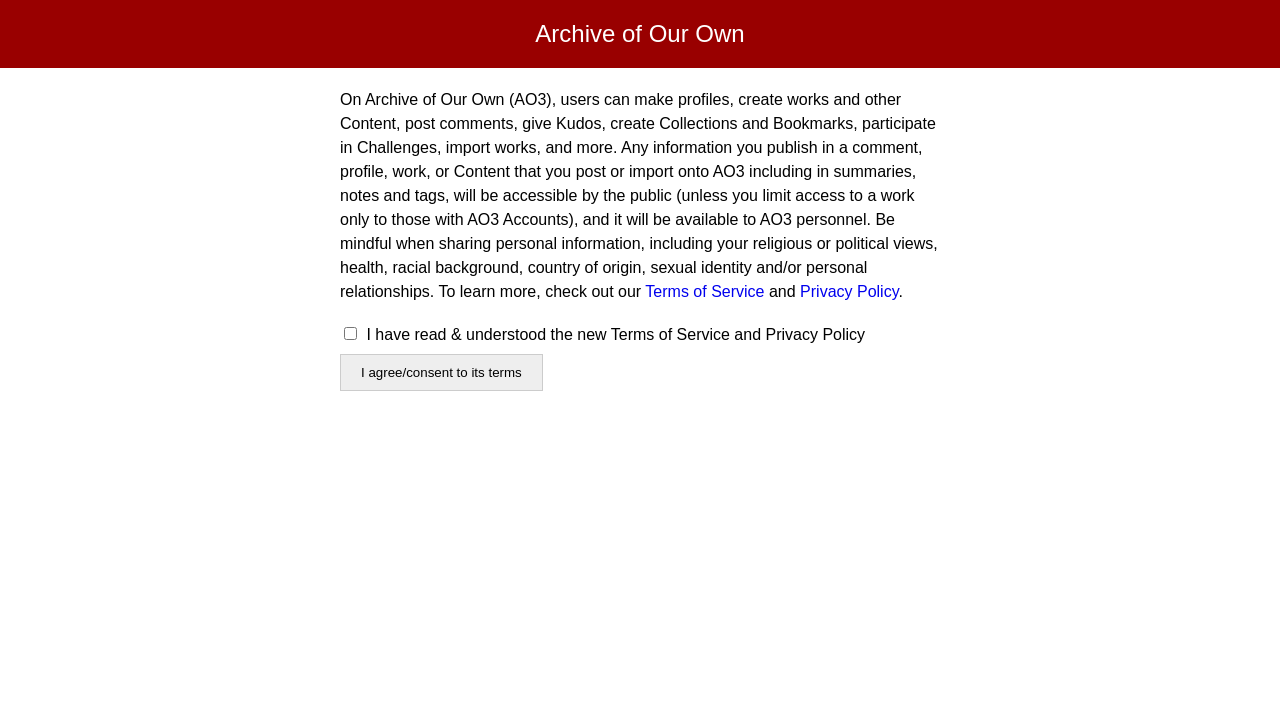 Archive of Our Own
On Archive of Our Own (AO3), users can make profiles, create works and other
Content, post comments, give Kudos, create Collections and Bookmarks, participate
in Challenges, import works, and more. Any information you publish in a comment,
profile, work, or Content that you post or import onto AO3 including in summaries,
notes and tags, will be accessible by the public (unless you limit access to a work
only to those with AO3 Accounts), and it will be available to AO3 personnel. Be
mindful when sharing personal information, including your religious or political views,
health, racial background, country of origin, sexual identity and/or personal
relationships. To learn more, check out our Terms of Service and Privacy Policy.
I have read & understood the new Terms of Service and Privacy Policy
I agree/consent to its terms